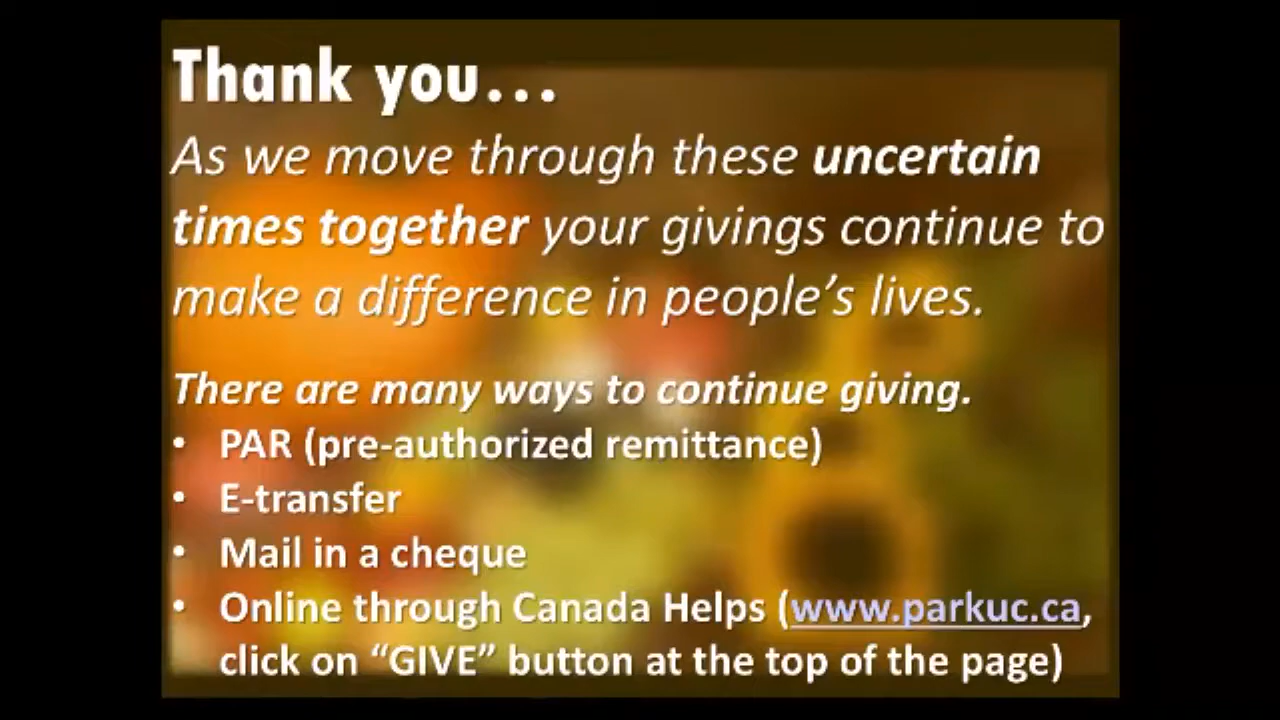 Thank you...
As we move through these uncertain
times together your givings continue to
make a difference in people’s lives.
There are many ways to continue giving.
• PAR (pre-authorized remittance)
• E-transfer
• Mail in a cheque
• Online through Canada Helps (www.parkuc.ca,
click on “GIVE” button at the top of the page)